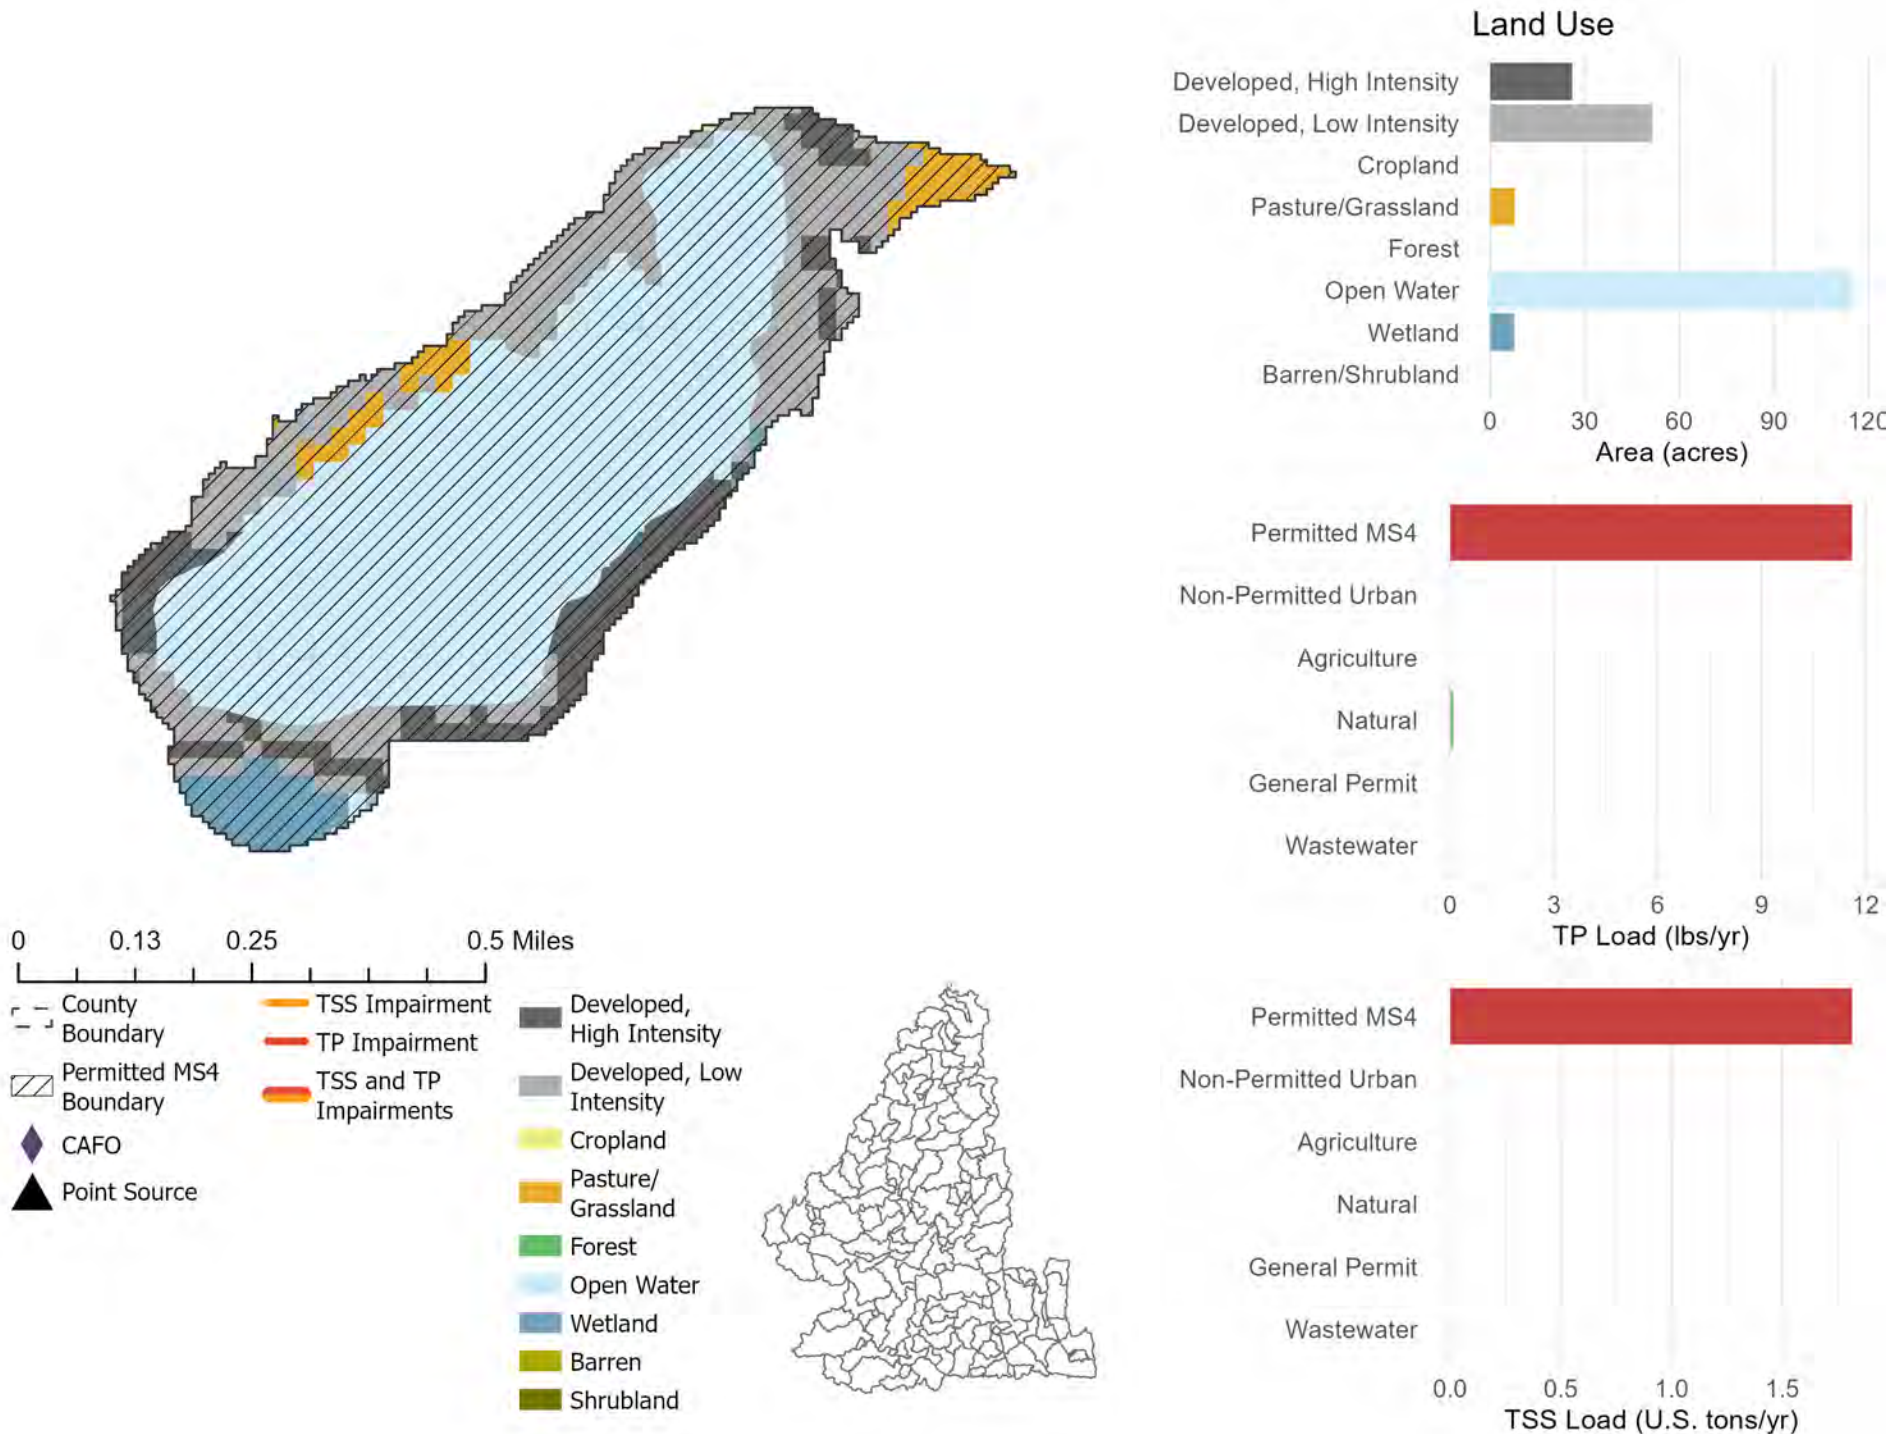 Land Use
Developed, High Intensity
Developed, Low Intensity
Cropland
Pasture/Grassland
Forest
Open Water
Wetland
Barren/Shrubland
0 30 60 90 120
Area (acres)
Permitted MS4
Non-Permitted Urban
Agriculture
Natural
General Permit
Wastewater
0 3 6 9 12
TP Load (lbs/yr)
Permitted MS4
Non-Permitted Urban
Agriculture
Natural
General Permit
Wastewater
0.0 0.5 1.0 1.5
TSS Load (U.S. tons/yr)
0 0.13 0.25 0.5 Miles
County
Boundary
Permitted MS4
Boundary
CAFO
Point Source
TSS Impairment
TP Impairment
TSS and TP
Impairments
Developed,
High Intensity
Developed, Low
Intensity
Cropland
Pasture/
Grassland
Forest
Open Water
Wetland
Barren
Shrubland